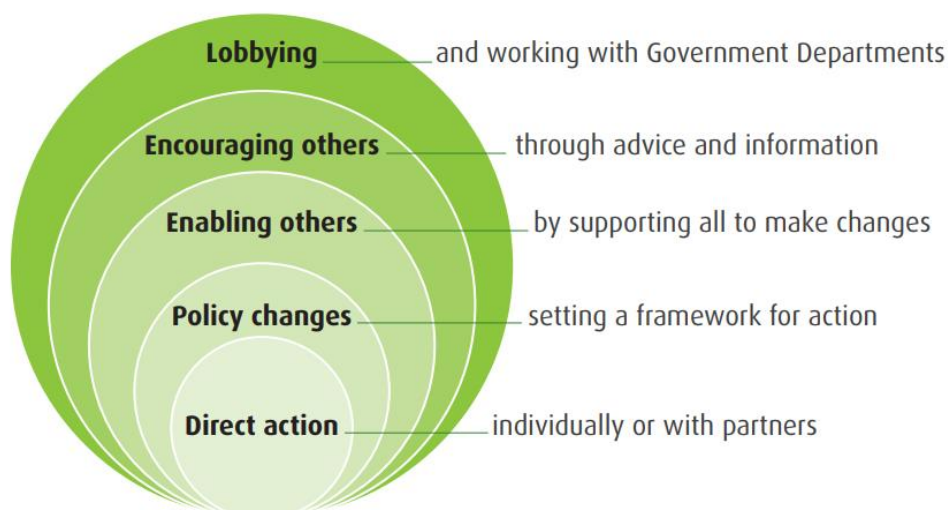 Lobbying and working with Government Departments
Encouraging others through advice and information
Enabling others by supporting all to make changes
Policy changes setting a framework for action
Direct action individually or with partners